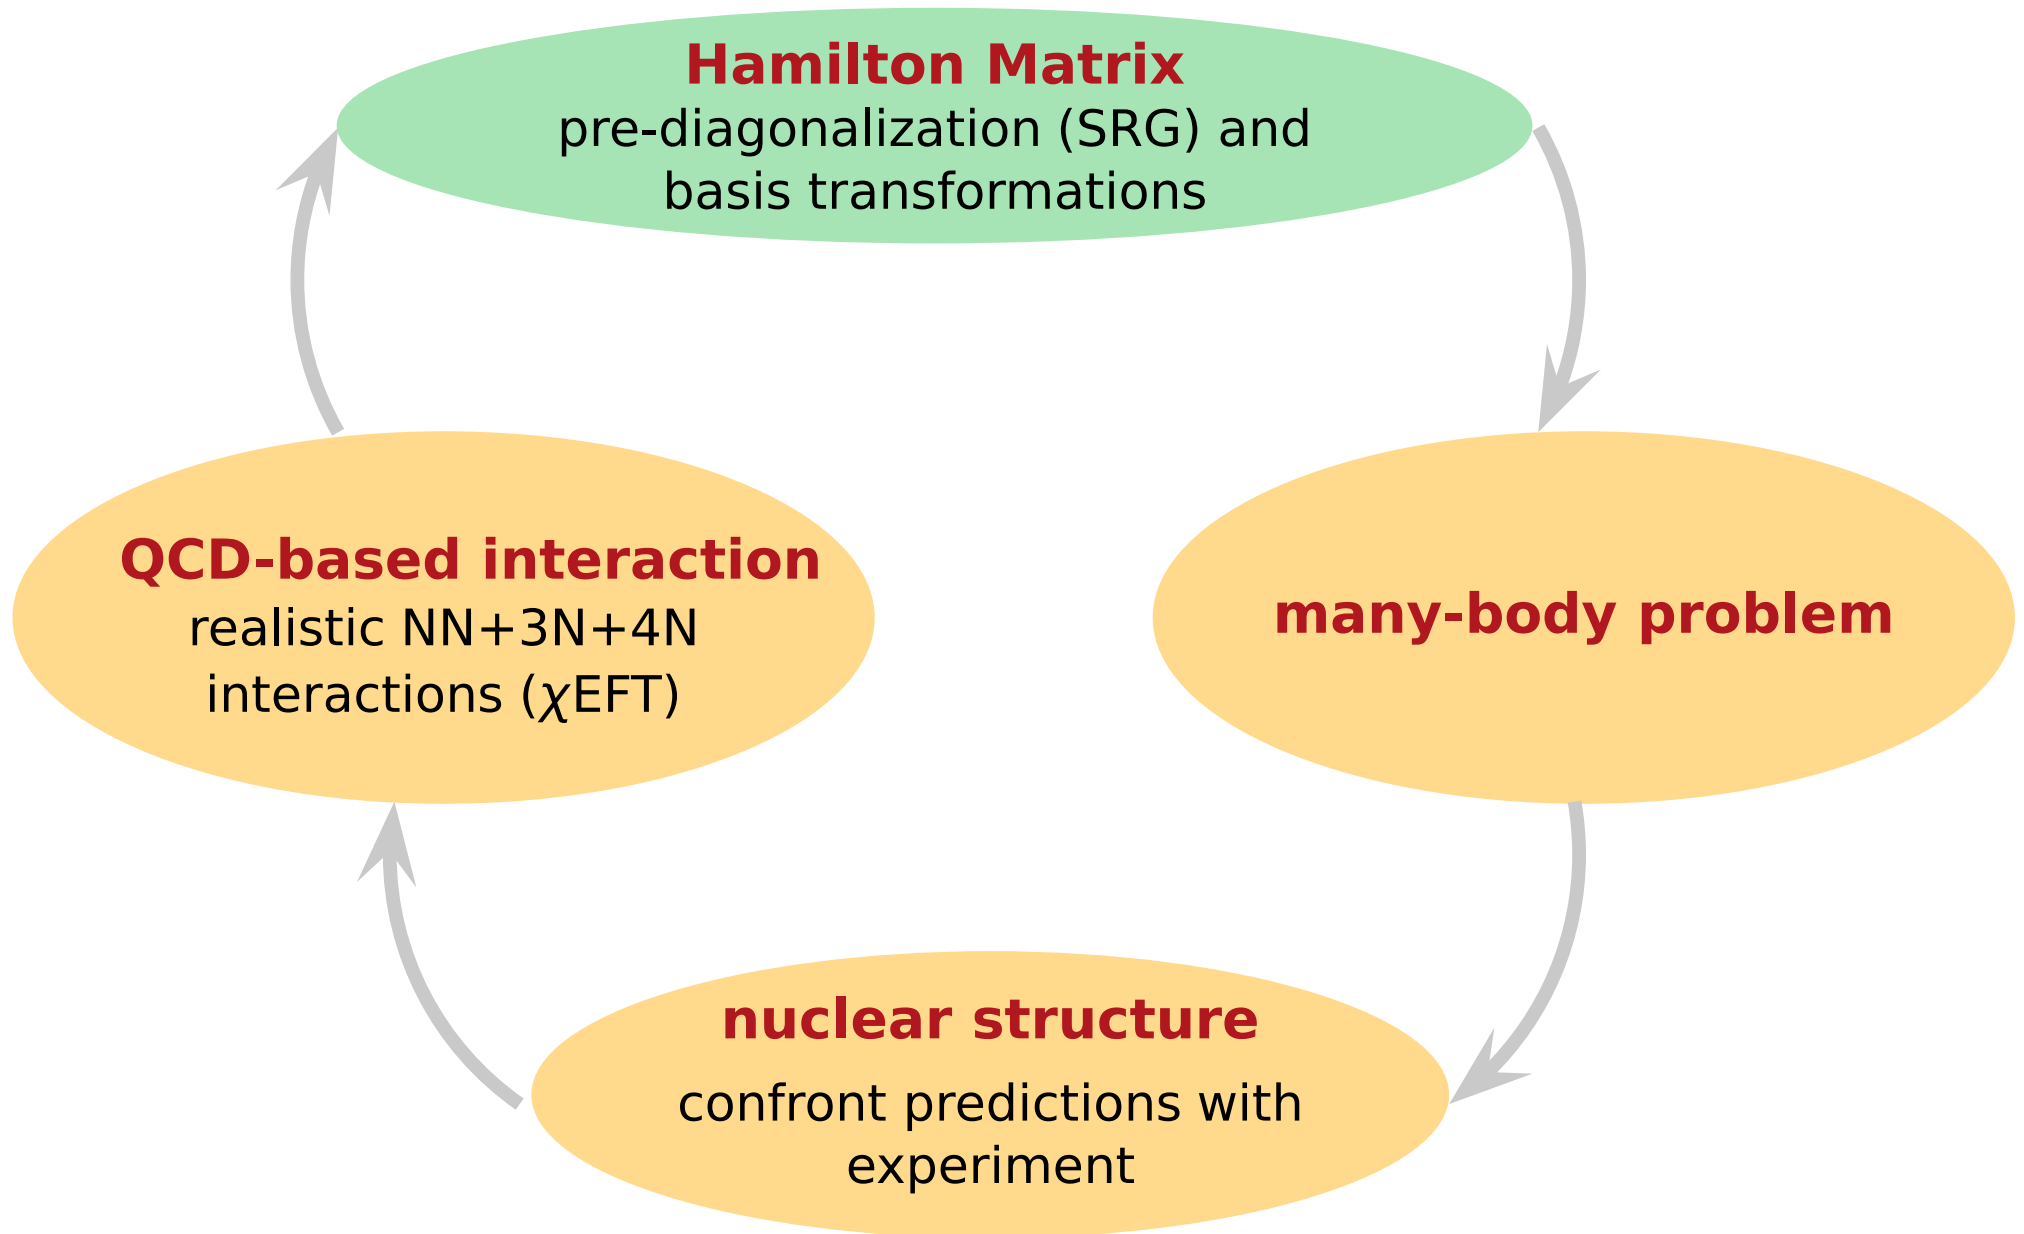 Hamilton Matrix
pre-diagonalization (SRG) and
basis transformations
QCD-based interaction
realistic NN+3N+4N
interactions (χEFT)
many-body problem
nuclear structure
confront predictions with
experiment